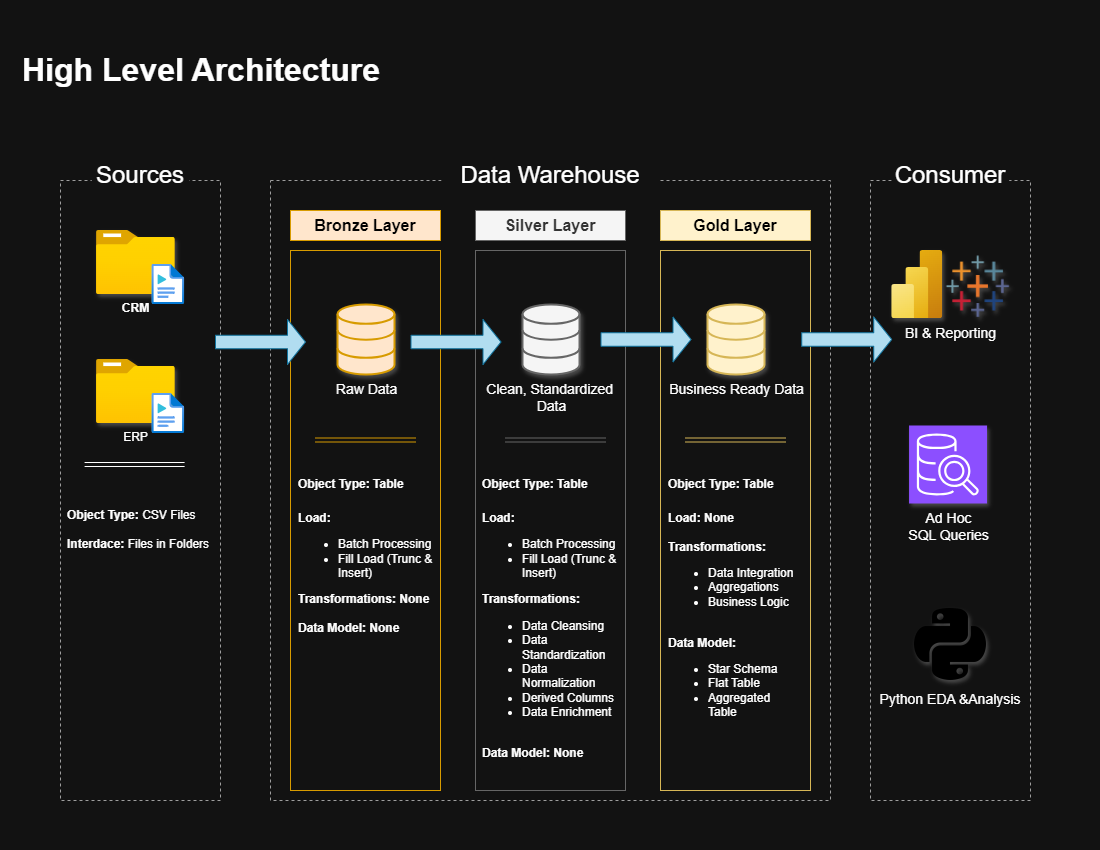 High Level Architecture
Sources
CRM
ERP
Object Type: CSV Files
Interdace: Files in Folders
Data Warehouse
Bronze Layer
Raw Data
Object Type: Table
Load:
Batch Processing
Fill Load (Trunc &
Insert)
Transformations: None
Data Model: None
Silver Layer
Clean, Standardized
Data
Object Type: Table
Load:
Batch Processing
Fill Load (Trunc &
Insert)
Transformations:
Data Cleansing
Data
Standardization
Data
Normalization
Derived Columns
Data Enrichment
Data Model: None
Gold Layer
Business Ready Data
Object Type: Table
Load: None
Transformations:
Data Integration
Aggregations
Business Logic
Data Model:
Star Schema
Flat Table
Aggregated
Table
Consumer
BI & Reporting
Ad Hoc
SQL Queries
Python EDA &Analysis